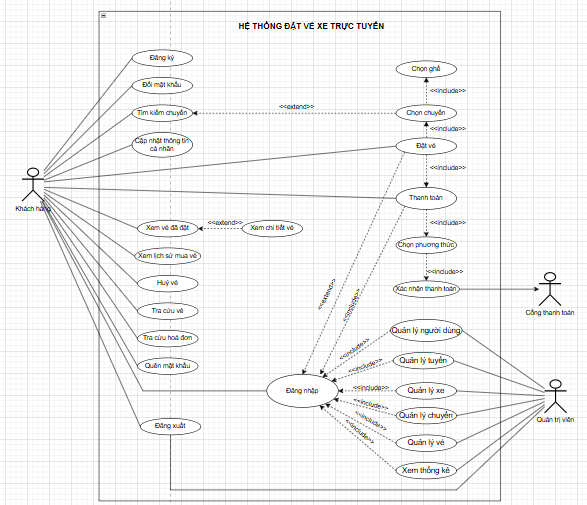 HỆ THỐNG ĐẶT VÉ XE TRỰC TUYẾN
Đăng ký
Chọn ghế
Đổi mật khẩu
<<include>>
Tìm kiếm chuyến
<<extend>>
Chọn chuyến
<<include>>
Cập nhật thông tin
cá nhân
Đặt vé
<<include>>
Khách hàng
Thanh toán
<<include>>
Xem vé đã đặt
<<extend>>
Xem chi tiết vé
Chọn phương thức
Xem lịch sử mua vé
<<include>>
Huỷ vé
Xác nhận thanh toán
Cổng thanh toán
<<extend>>
<<include>>
Tra cứu vé
Quản lý người dùng
Tra cứu hoá đơn
<<include>>
Quản lý tuyến
<<include>>
Quên mật khẩu
Đăng nhập
<<include>>
Quản lý xe
<<include>>
Quản lý chuyến
Quản trị viên
Đăng xuất
<<include>>
Quản lý vé
<<include>>
Xem thống kê